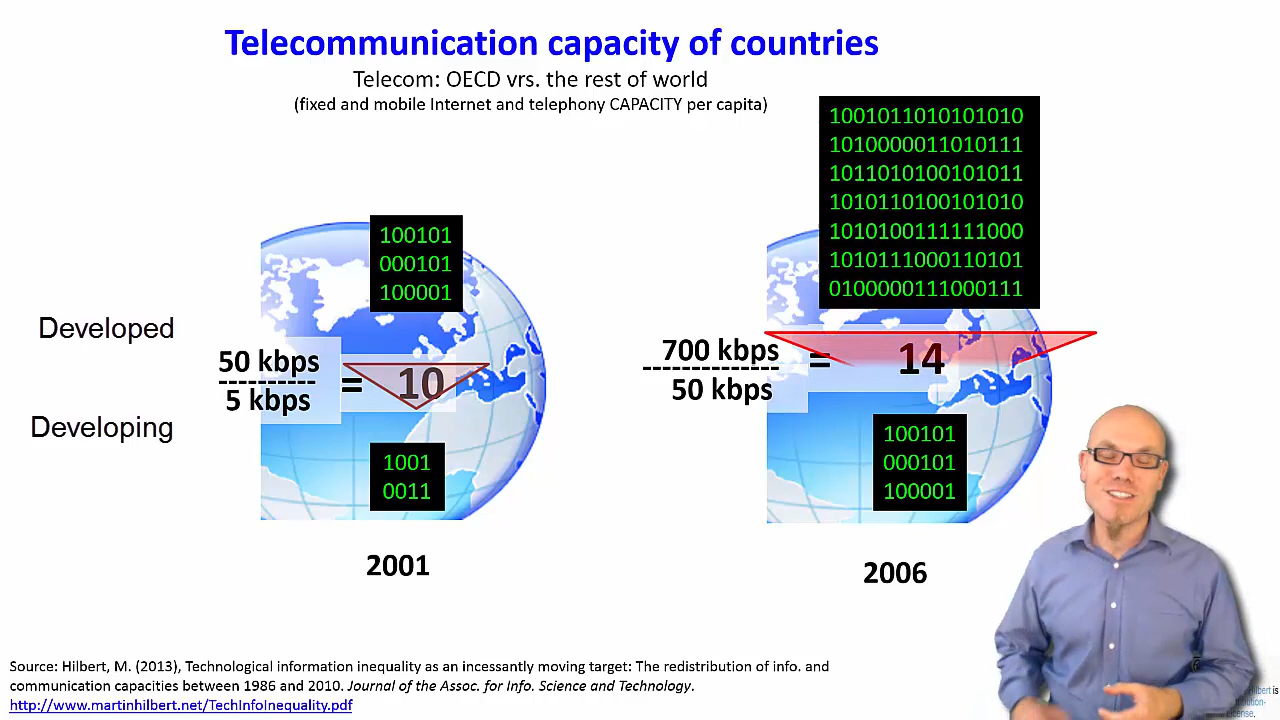 Telecommunication capacity of countries
Telecom: OECD vrs. the rest of world
(fixed and mobile Internet and telephony CAPACITY per capita)
1001011010101010
1010000011010111
1011010100101011
1010110100101010
1010100111111000
1010111000110101
0100000111000111
100101
000101
100001
Developed
50 kbps
----------
5 kbps
= 10
700 kbps
--------------
50 kbps
= 14
Developing
1001
0011
100101
000101
100001
2001
2006
Source: Hilbert, M. (2013), Technological information inequality as an incessantly moving target: The redistribution of info. and
communication capacities between 1986 and 2010. Journal of the Assoc. for Info. Science and Technology.
http://www.martinhilbert.net/TechInfoInequality.pdf
Hilbert is
License.